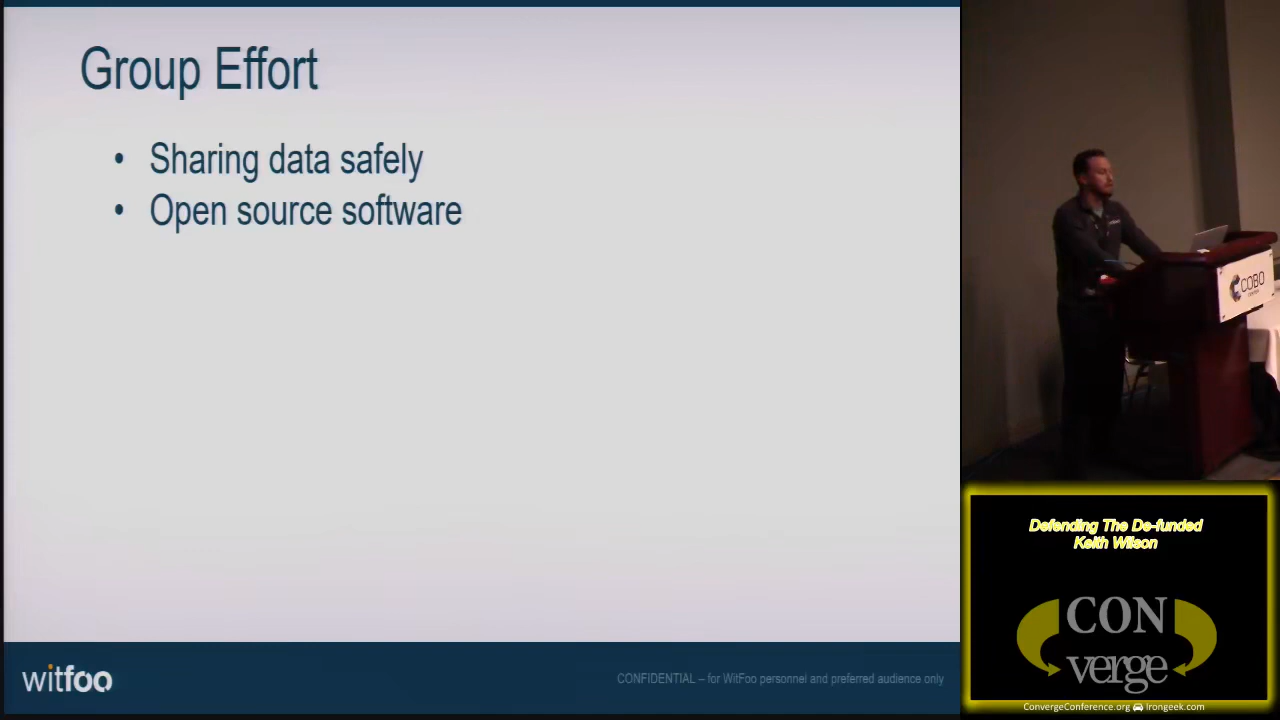 Group Effort
• Sharing data safely
• Open source software
witfoo
CONFIDENTIAL – for WitFoo personnel and preferred audience only
COBO
Defending The De-funded
Keith Wilson
CON
verge
ConvergeConference.org Irongeek.com